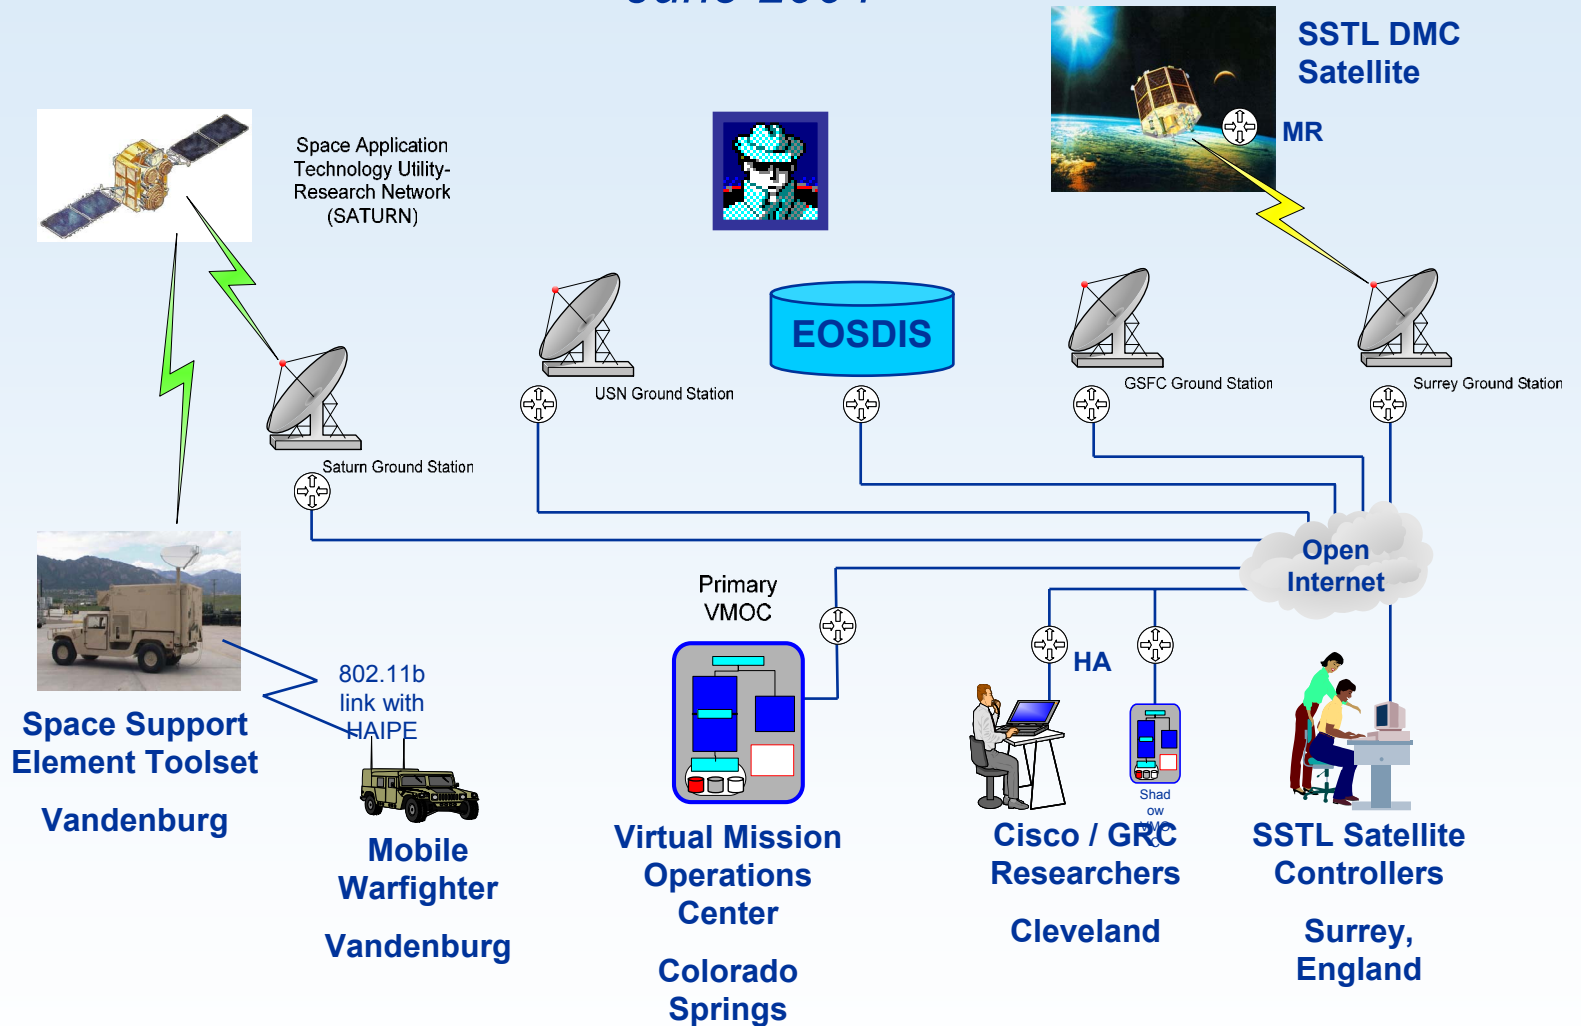 SSTL DMC
Satellite
MR
Space Application
Technology Utility-
Research Network
(SATURN)
EOSDIS
USN Ground Station
GSFC Ground Station
Surrey Ground Station
Saturn Ground Station
Open
Internet
Primary
VMOC
HA
802.11b
link with
HAIPE
Space Support
Element Toolset
Vandenburg
Mobile
Warfighter
Vandenburg
Virtual Mission
Operations
Center
Colorado
Springs
Shad
ow
VMO
C
Cisco / GRC
Researchers
Cleveland
SSTL Satellite
Controllers
Surrey,
England